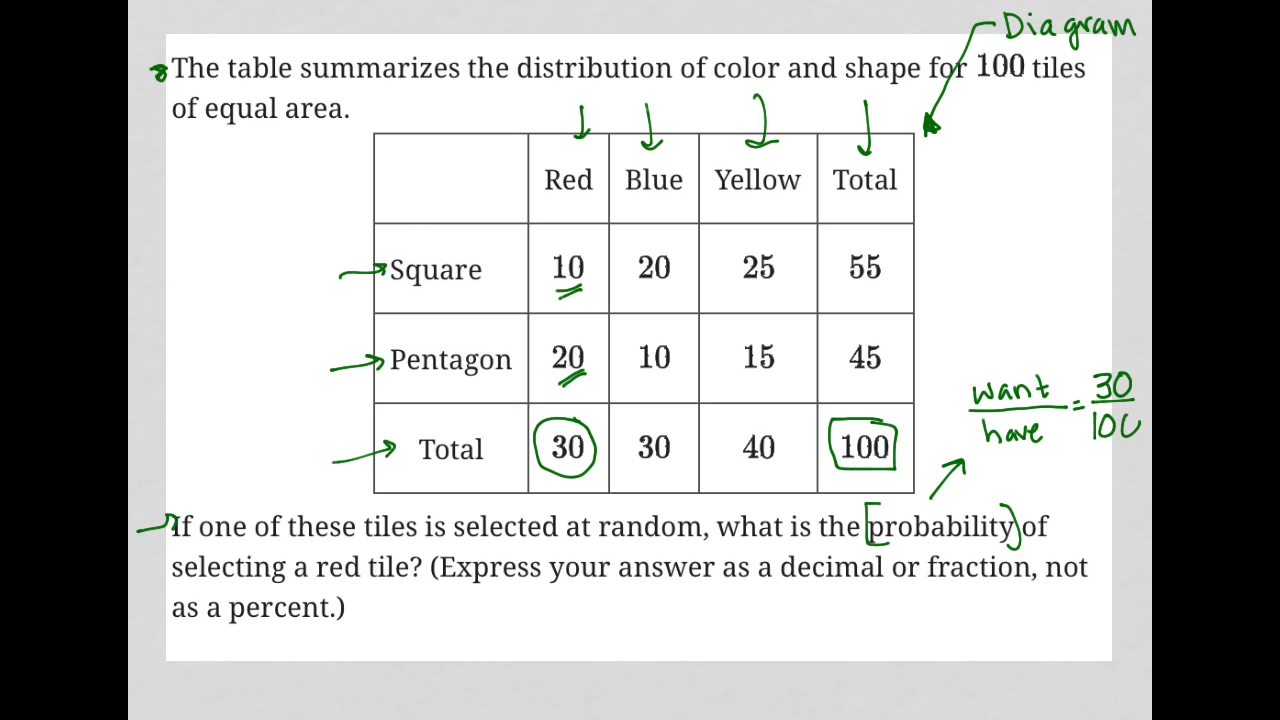 Diagram
The table summarizes the distribution of color and shape for 100 tiles
of equal area.
Red Blue Yellow Total
Square 10 20 25 55
Pentagon 20 10 15 45
Total 30 30 40 100
want/have = 30/100
If one of these tiles is selected at random, what is the [probability) of
selecting a red tile? (Express your answer as a decimal or fraction, not
as a percent.)